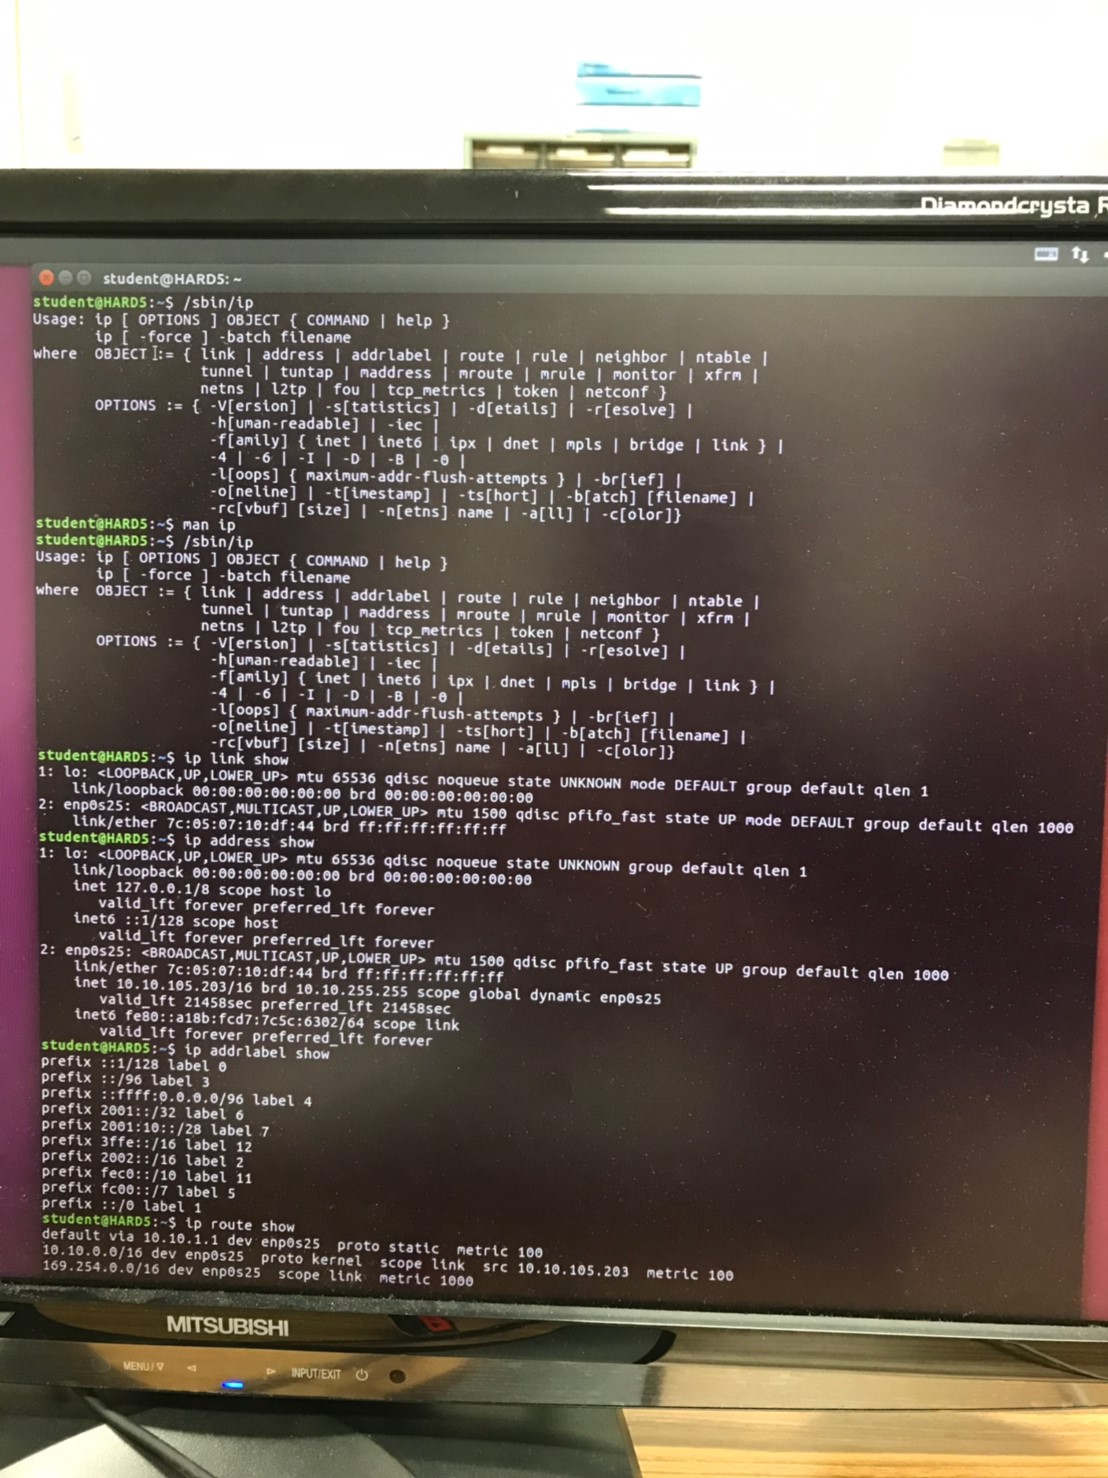 Diamondcrysta R
student@HARD5: ~
student@HARD5:~$ /sbin/ip
Usage: ip [ OPTIONS ] OBJECT { COMMAND | help }
       ip [ -force ] -batch filename
where  OBJECT := { link | address | addrlabel | route | rule | neighbor | ntable |
                   tunnel | tuntap | maddress | mroute | mrule | monitor | xfrm |
                   netns | l2tp | fou | tcp_metrics | token | netconf }
       OPTIONS := { -V[ersion] | -s[tatistics] | -d[etails] | -r[esolve] |
                    -h[uman-readable] | -iec |
                    -f[amily] { inet | inet6 | ipx | dnet | mpls | bridge | link } |
                    -4 | -6 | -I | -D | -B | -0 |
                    -l[oops] { maximum-addr-flush-attempts } | -br[ief] |
                    -o[neline] | -t[imestamp] | -ts[hort] | -b[atch] [filename] |
                    -rc[vbuf] [size] | -n[etns] name | -a[ll] | -c[olor]}
student@HARD5:~$ man ip
student@HARD5:~$ /sbin/ip
Usage: ip [ OPTIONS ] OBJECT { COMMAND | help }
       ip [ -force ] -batch filename
where  OBJECT := { link | address | addrlabel | route | rule | neighbor | ntable |
                   tunnel | tuntap | maddress | mroute | mrule | monitor | xfrm |
                   netns | l2tp | fou | tcp_metrics | token | netconf }
       OPTIONS := { -V[ersion] | -s[tatistics] | -d[etails] | -r[esolve] |
                    -h[uman-readable] | -iec |
                    -f[amily] { inet | inet6 | ipx | dnet | mpls | bridge | link } |
                    -4 | -6 | -I | -D | -B | -0 |
                    -l[oops] { maximum-addr-flush-attempts } | -br[ief] |
                    -o[neline] | -t[imestamp] | -ts[hort] | -b[atch] [filename] |
                    -rc[vbuf] [size] | -n[etns] name | -a[ll] | -c[olor]}
student@HARD5:~$ ip link show
1: lo: <LOOPBACK,UP,LOWER_UP> mtu 65536 qdisc noqueue state UNKNOWN mode DEFAULT group default qlen 1
    link/loopback 00:00:00:00:00:00 brd 00:00:00:00:00:00
2: enp0s25: <BROADCAST,MULTICAST,UP,LOWER_UP> mtu 1500 qdisc pfifo_fast state UP mode DEFAULT group default qlen 1000
    link/ether 7c:05:07:10:df:44 brd ff:ff:ff:ff:ff:ff
student@HARD5:~$ ip address show
1: lo: <LOOPBACK,UP,LOWER_UP> mtu 65536 qdisc noqueue state UNKNOWN group default qlen 1
    link/loopback 00:00:00:00:00:00 brd 00:00:00:00:00:00
    inet 127.0.0.1/8 scope host lo
       valid_lft forever preferred_lft forever
    inet6 ::1/128 scope host
       valid_lft forever preferred_lft forever
2: enp0s25: <BROADCAST,MULTICAST,UP,LOWER_UP> mtu 1500 qdisc pfifo_fast state UP group default qlen 1000
    link/ether 7c:05:07:10:df:44 brd ff:ff:ff:ff:ff:ff
    inet 10.10.105.203/16 brd 10.10.255.255 scope global dynamic enp0s25
       valid_lft 21458sec preferred_lft 21458sec
    inet6 fe80::a18b:fcd7:7c5c:6302/64 scope link
       valid_lft forever preferred_lft forever
student@HARD5:~$ ip addrlabel show
prefix ::1/128 label 0
prefix ::/96 label 3
prefix ::ffff:0.0.0.0/96 label 4
prefix 2001::/32 label 6
prefix 2001:10::/28 label 7
prefix 3ffe::/16 label 12
prefix 2002::/16 label 2
prefix fec0::/10 label 11
prefix fc00::/7 label 5
prefix ::/0 label 1
student@HARD5:~$ ip route show
default via 10.10.1.1 dev enp0s25  proto static  metric 100
10.10.0.0/16 dev enp0s25  proto kernel  scope link  src 10.10.105.203  metric 100
169.254.0.0/16 dev enp0s25  scope link  metric 1000
MITSUBISHI
MENU/▽ ◁ ▷ INPUT/EXIT